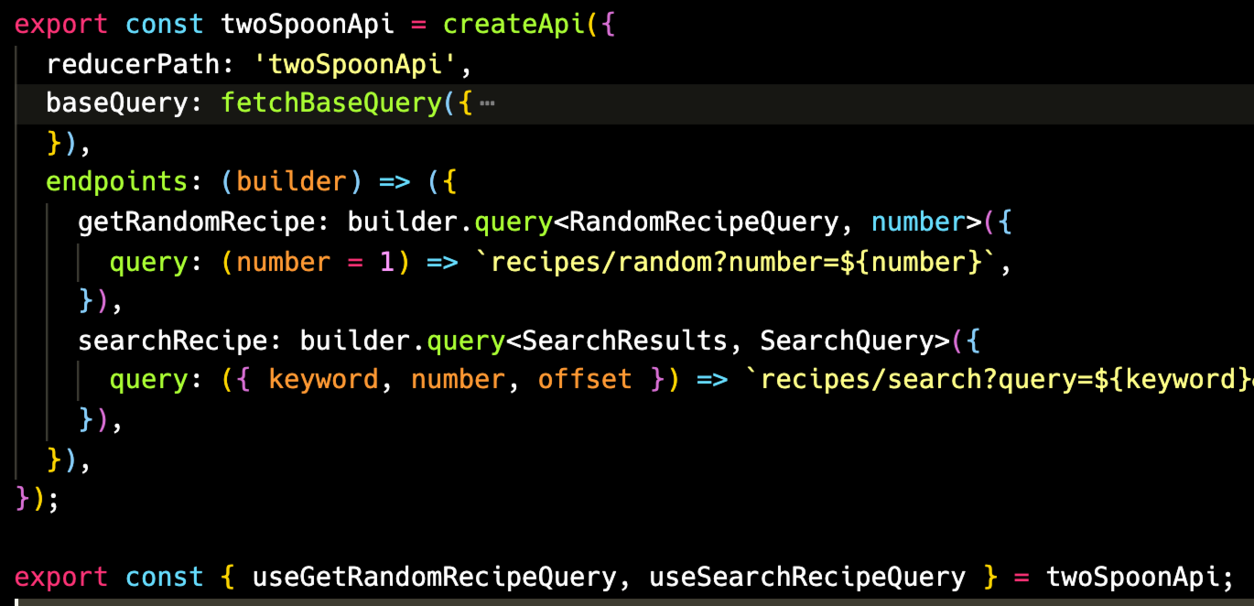 export const twoSpoonApi = createApi({
reducerPath: 'twoSpoonApi',
baseQuery: fetchBaseQuery({ ⋯
}),
endpoints: (builder) => ({
getRandomRecipe: builder.query<RandomRecipeQuery, number>({
query: (number = 1) => `recipes/random?number=${number}`,
}),
searchRecipe: builder.query<SearchResults, SearchQuery>({
query: ({ keyword, number, offset }) => `recipes/search?query=${keyword}&
}),
}),
});
export const { useGetRandomRecipeQuery, useSearchRecipeQuery } = twoSpoonApi;